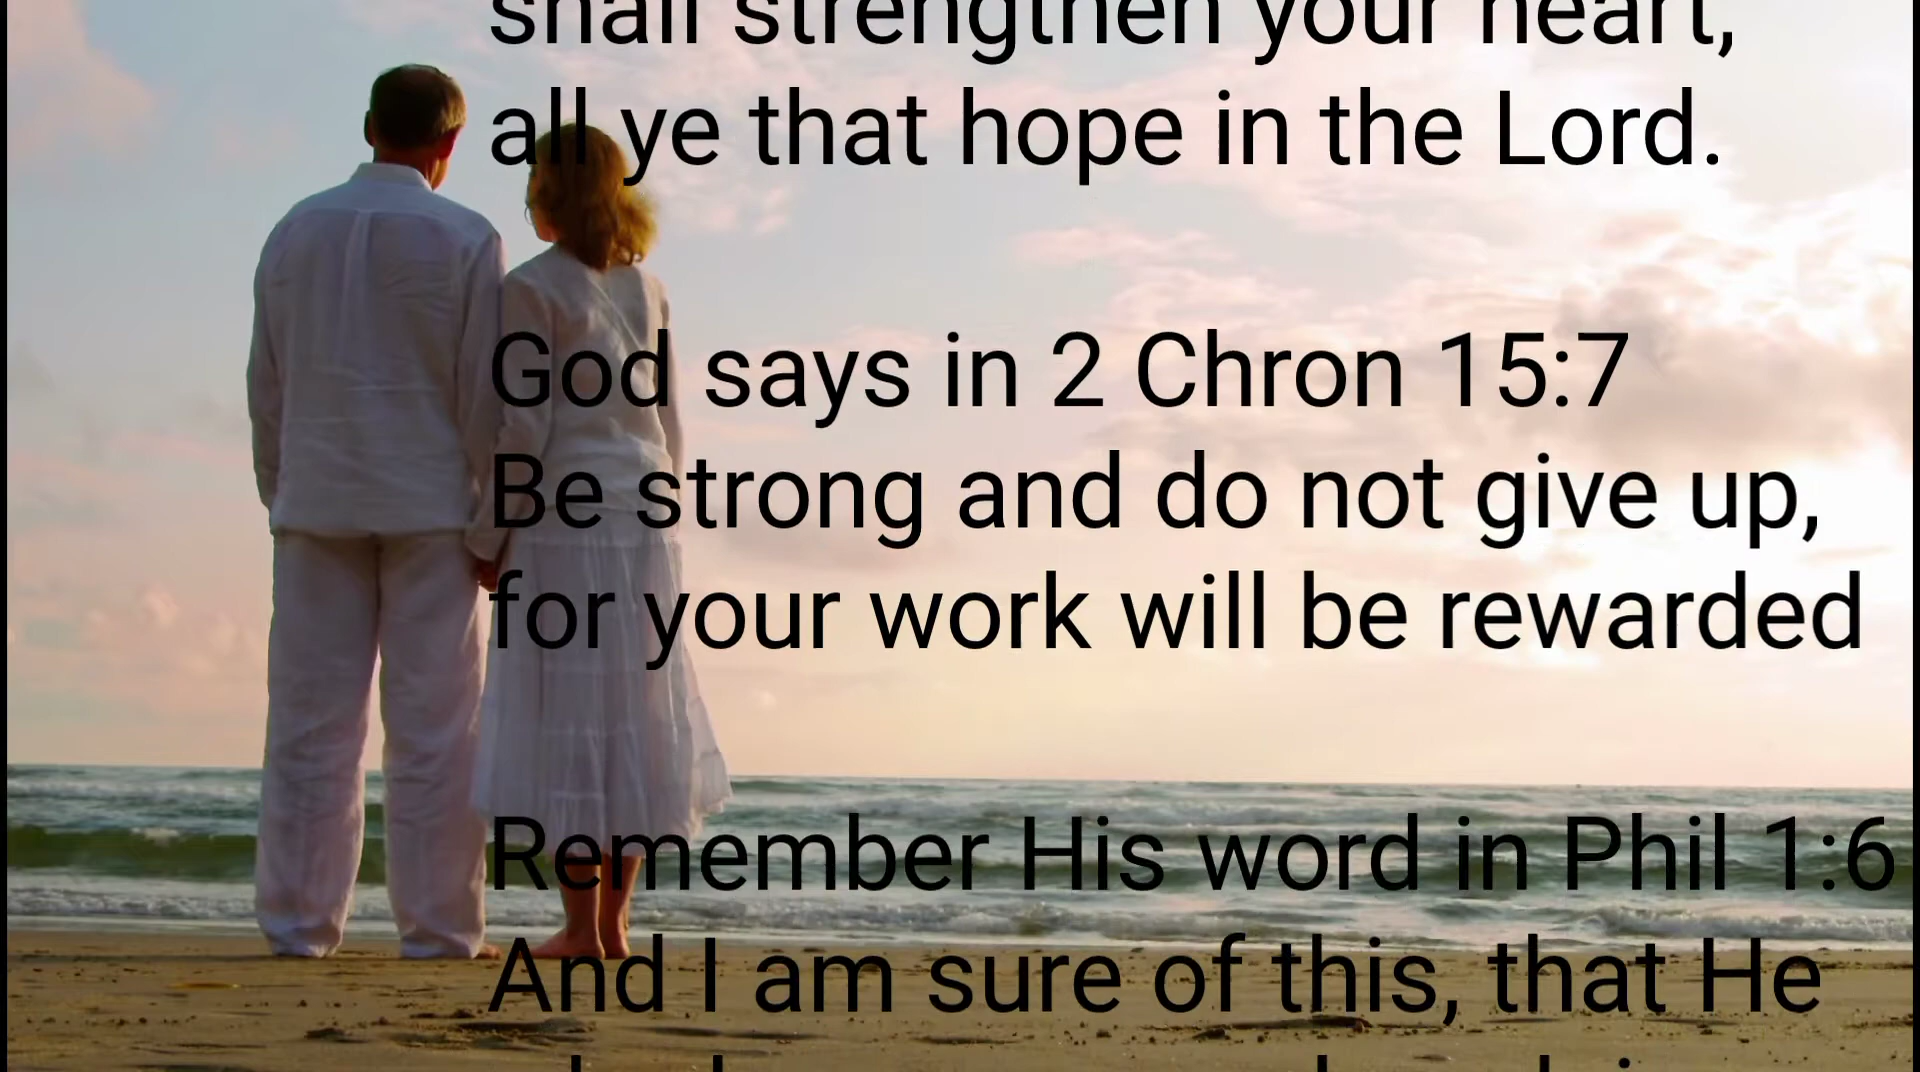 shall strengthen your heart,
all ye that hope in the Lord.
God says in 2 Chron 15:7
Be strong and do not give up,
for your work will be rewarded
Remember His word in Phil 1:6
And I am sure of this, that He